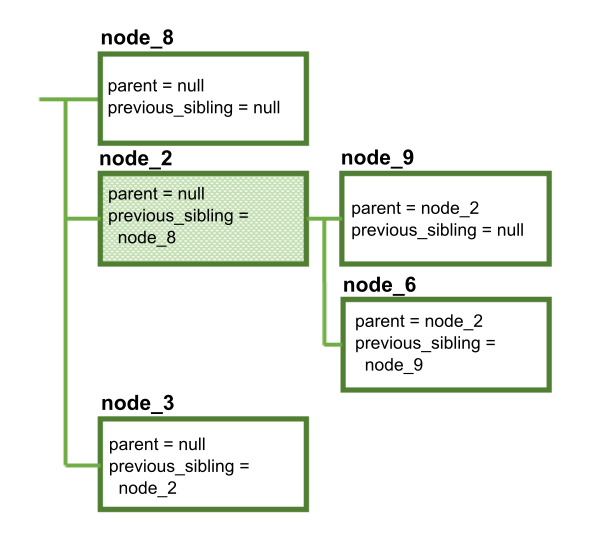 node_8
parent = null
previous_sibling = null
node_2
parent = null
previous_sibling =
node_8
node_9
parent = node_2
previous_sibling = null
node_6
parent = node_2
previous_sibling =
node_9
node_3
parent = null
previous_sibling =
node_2